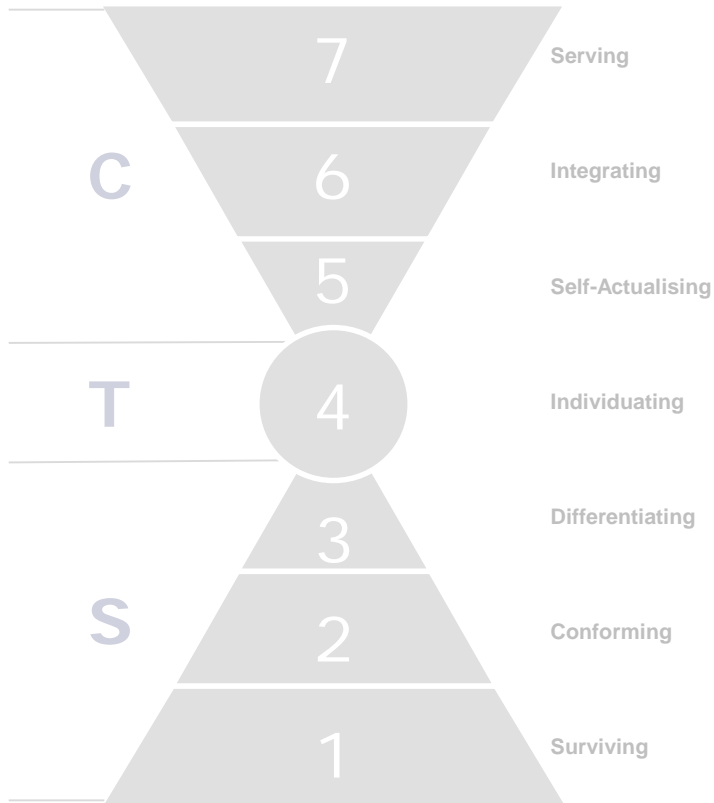 7 Serving
C 6 Integrating
5 Self-Actualising
T 4 Individuating
3 Differentiating
S 2 Conforming
1 Surviving